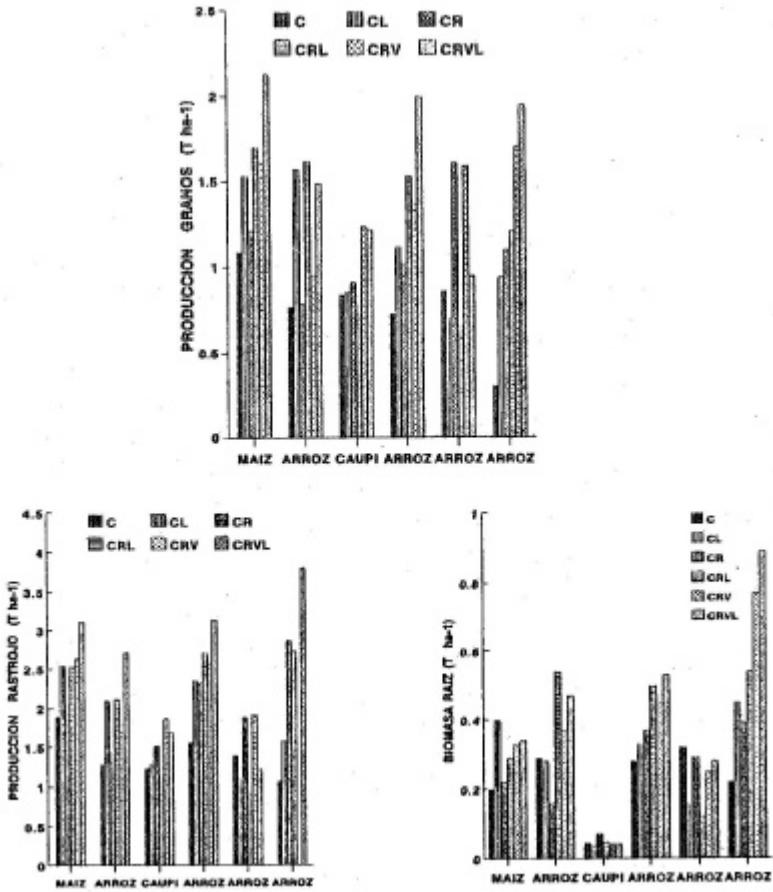 2.5
C CL CR
CRL CRV CRVL
2
1.5
1
0.5
0
PRODUCCION GRANOS (T ha-1)
MAIZ ARROZ CAUPI ARROZ ARROZ ARROZ
4.5
C CL CR
CRL CRV CRVL
4
3.5
3
2.5
2
1.5
1
0.5
0
PRODUCCION RASTROJO (T ha-1)
MAIZ ARROZ CAUPI ARROZ ARROZ ARROZ
1
C
CL
CR
CRL
CRV
CRVL
0.8
0.6
0.4
0.2
0
BIOMASA RAIZ (T ha-1)
MAIZ ARROZ CAUPI ARROZ ARROZ ARROZ